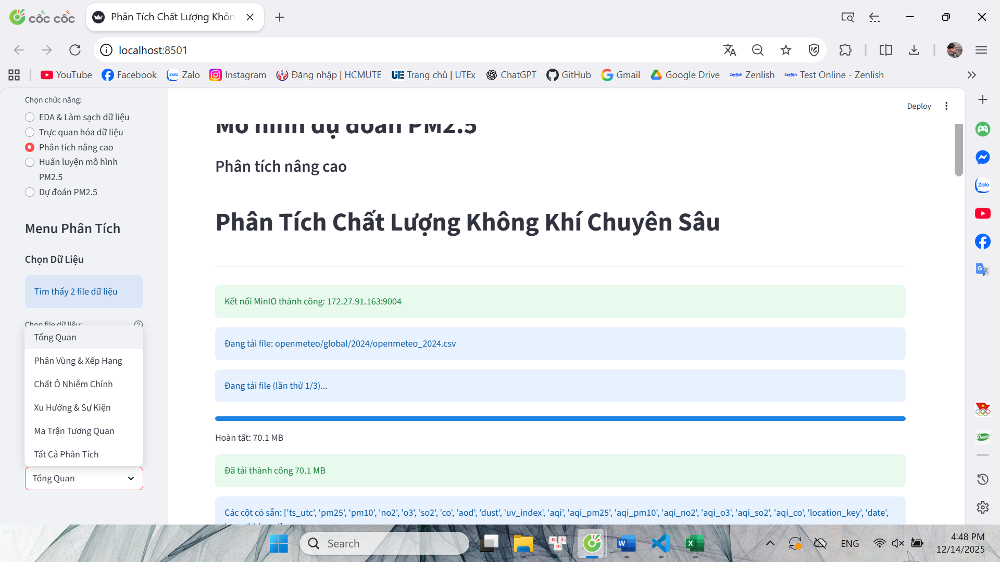 cốc cốc
Phân Tích Chất Lượng Khôn
localhost:8501
YouTube
Facebook
Zalo
Instagram
Đăng nhập | HCMUTE
Trang chủ | UTEx
ChatGPT
GitHub
Gmail
Google Drive
Zenlish
Test Online - Zenlish
Chọn chức năng:
EDA & Làm sạch dữ liệu
Trực quan hóa dữ liệu
Phân tích nâng cao
Huấn luyện mô hình
PM2.5
Dự đoán PM2.5
Menu Phân Tích
Chọn Dữ Liệu
Tìm thấy 2 file dữ liệu
Chọn file dữ liệu:
Tổng Quan
Phân Vùng & Xếp Hạng
Chất Ô Nhiễm Chính
Xu Hướng & Sự Kiện
Ma Trận Tương Quan
Tất Cả Phân Tích
Tổng Quan
Deploy
Mô hình dự đoán PM2.5
Phân tích nâng cao
Phân Tích Chất Lượng Không Khí Chuyên Sâu
Kết nối MinIO thành công: 172.27.91.163:9004
Đang tải file: openmeteo/global/2024/openmeteo_2024.csv
Đang tải file (lần thử 1/3)...
Hoàn tất: 70.1 MB
Đã tải thành công 70.1 MB
Các cột có sẵn: ['ts_utc', 'pm25', 'pm10', 'no2', 'o3', 'so2', 'co', 'aod', 'dust', 'uv_index', 'aqi', 'aqi_pm25', 'aqi_pm10', 'aqi_no2', 'aqi_o3', 'aqi_so2', 'aqi_co', 'location_key', 'date',
Search
ENG
4:48 PM
12/14/2025